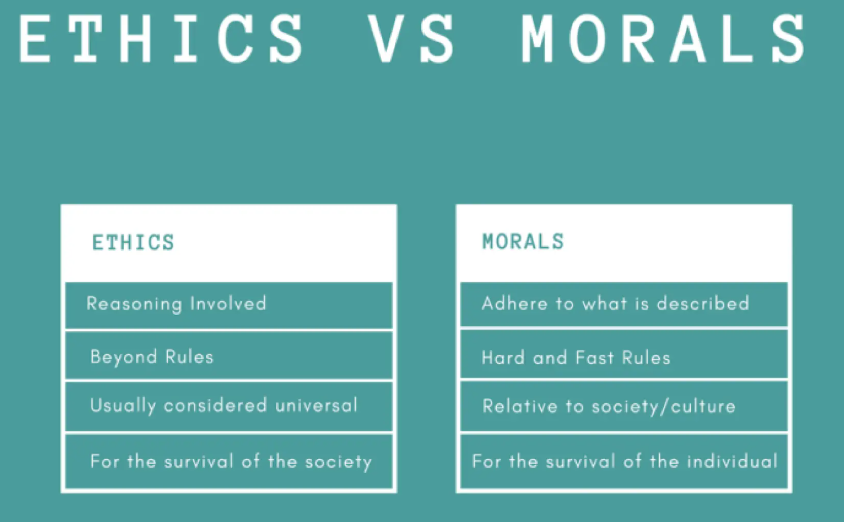 ETHICS VS MORALS
ETHICS
Reasoning Involved
Beyond Rules
Usually considered universal
For the survival of the society
MORALS
Adhere to what is described
Hard and Fast Rules
Relative to society/culture
For the survival of the individual